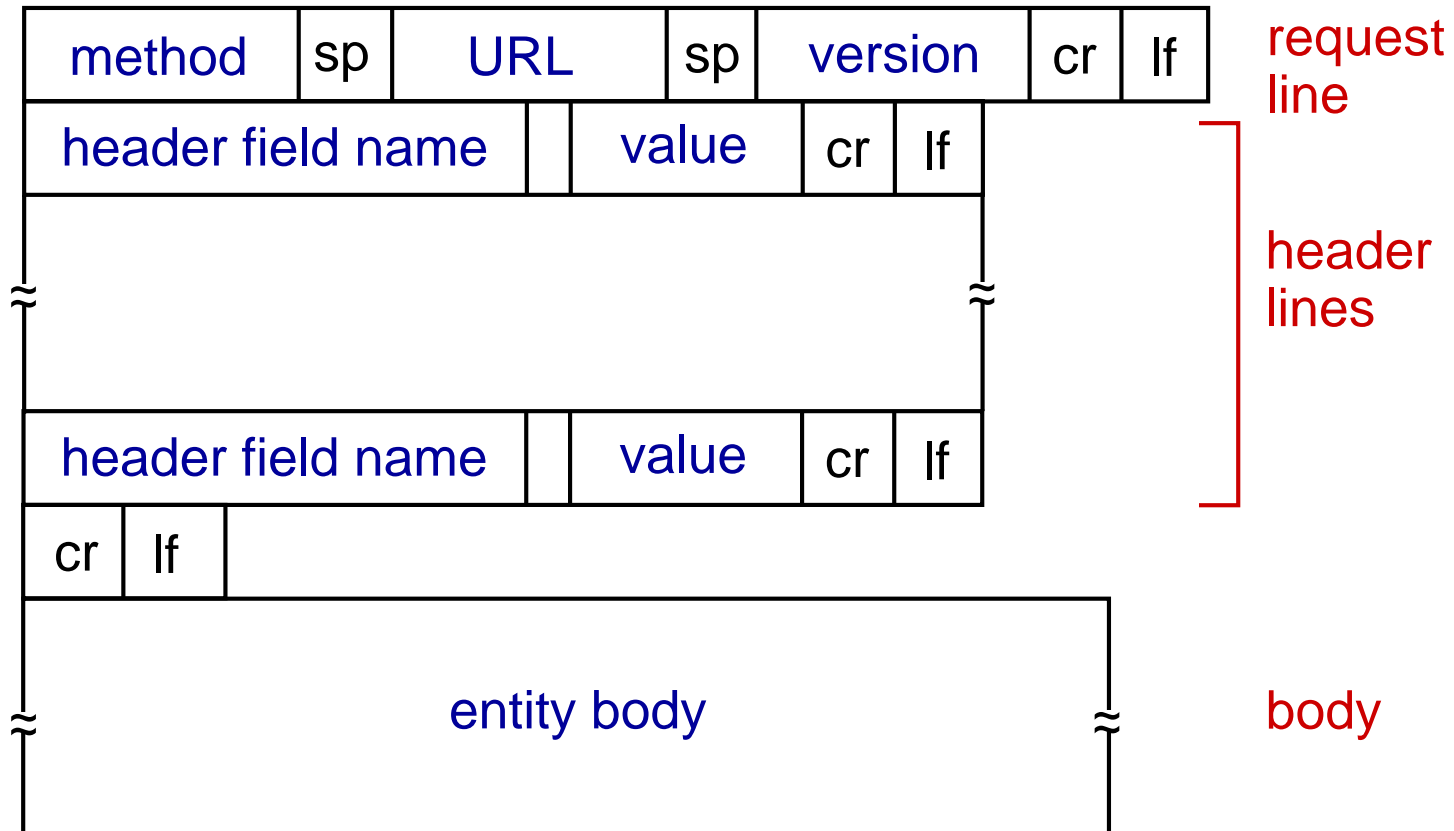 method sp URL sp version cr lf
request
line
header field name value cr lf
header
lines
header field name value cr lf
cr lf
entity body
body